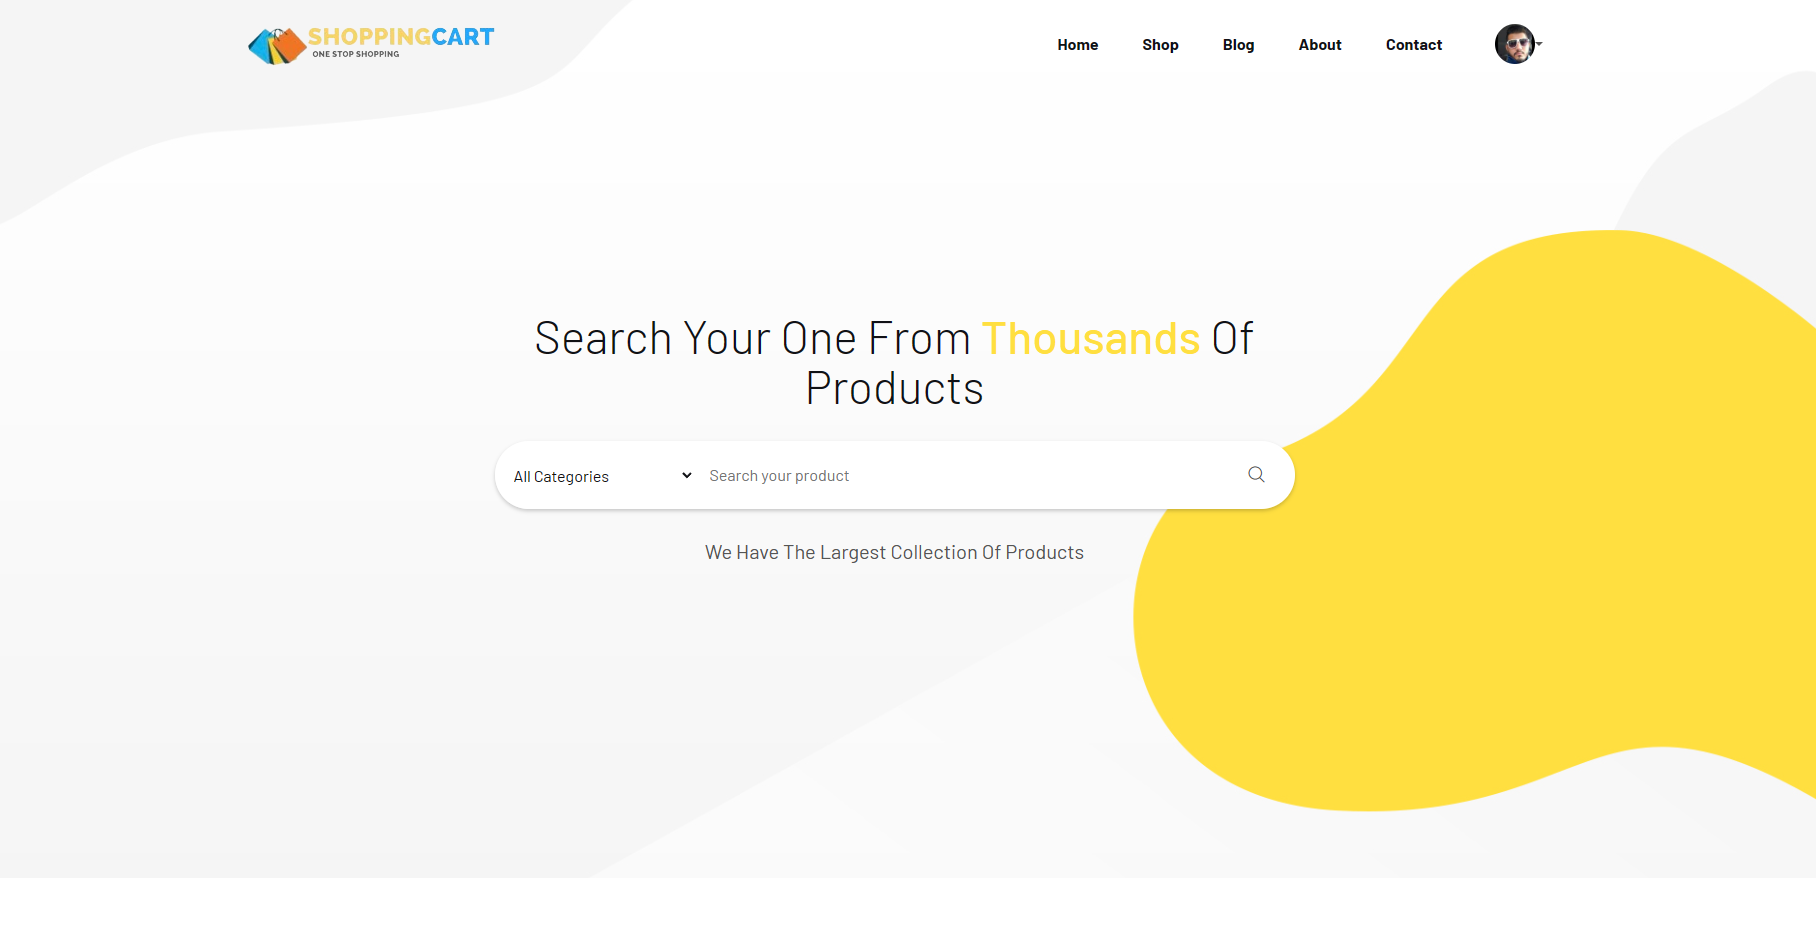 SHOPPINGCART
ONE STOP SHOPPING
Home Shop Blog About Contact
Search Your One From Thousands Of
Products
All Categories Search your product
We Have The Largest Collection Of Products